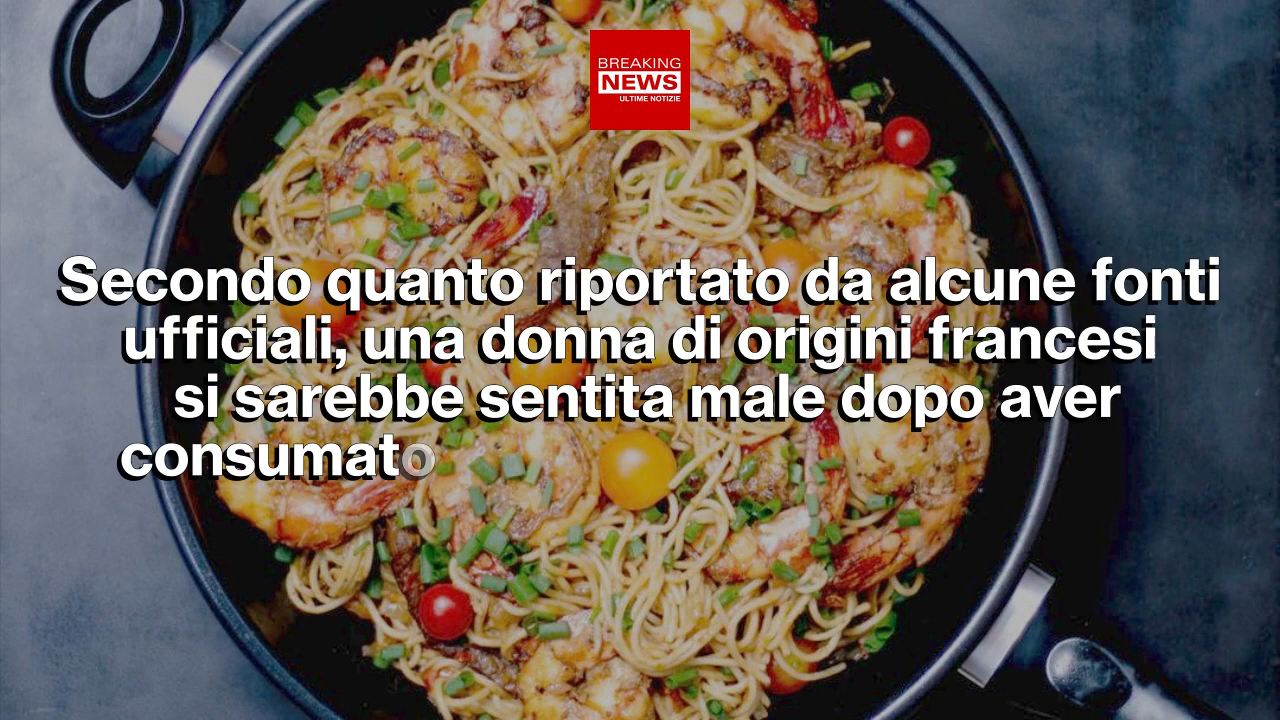 BREAKING
NEWS
ULTIME NOTIZIE
Secondo quanto riportato da alcune fonti
ufficiali, una donna di origini francesi
si sarebbe sentita male dopo aver
consumato